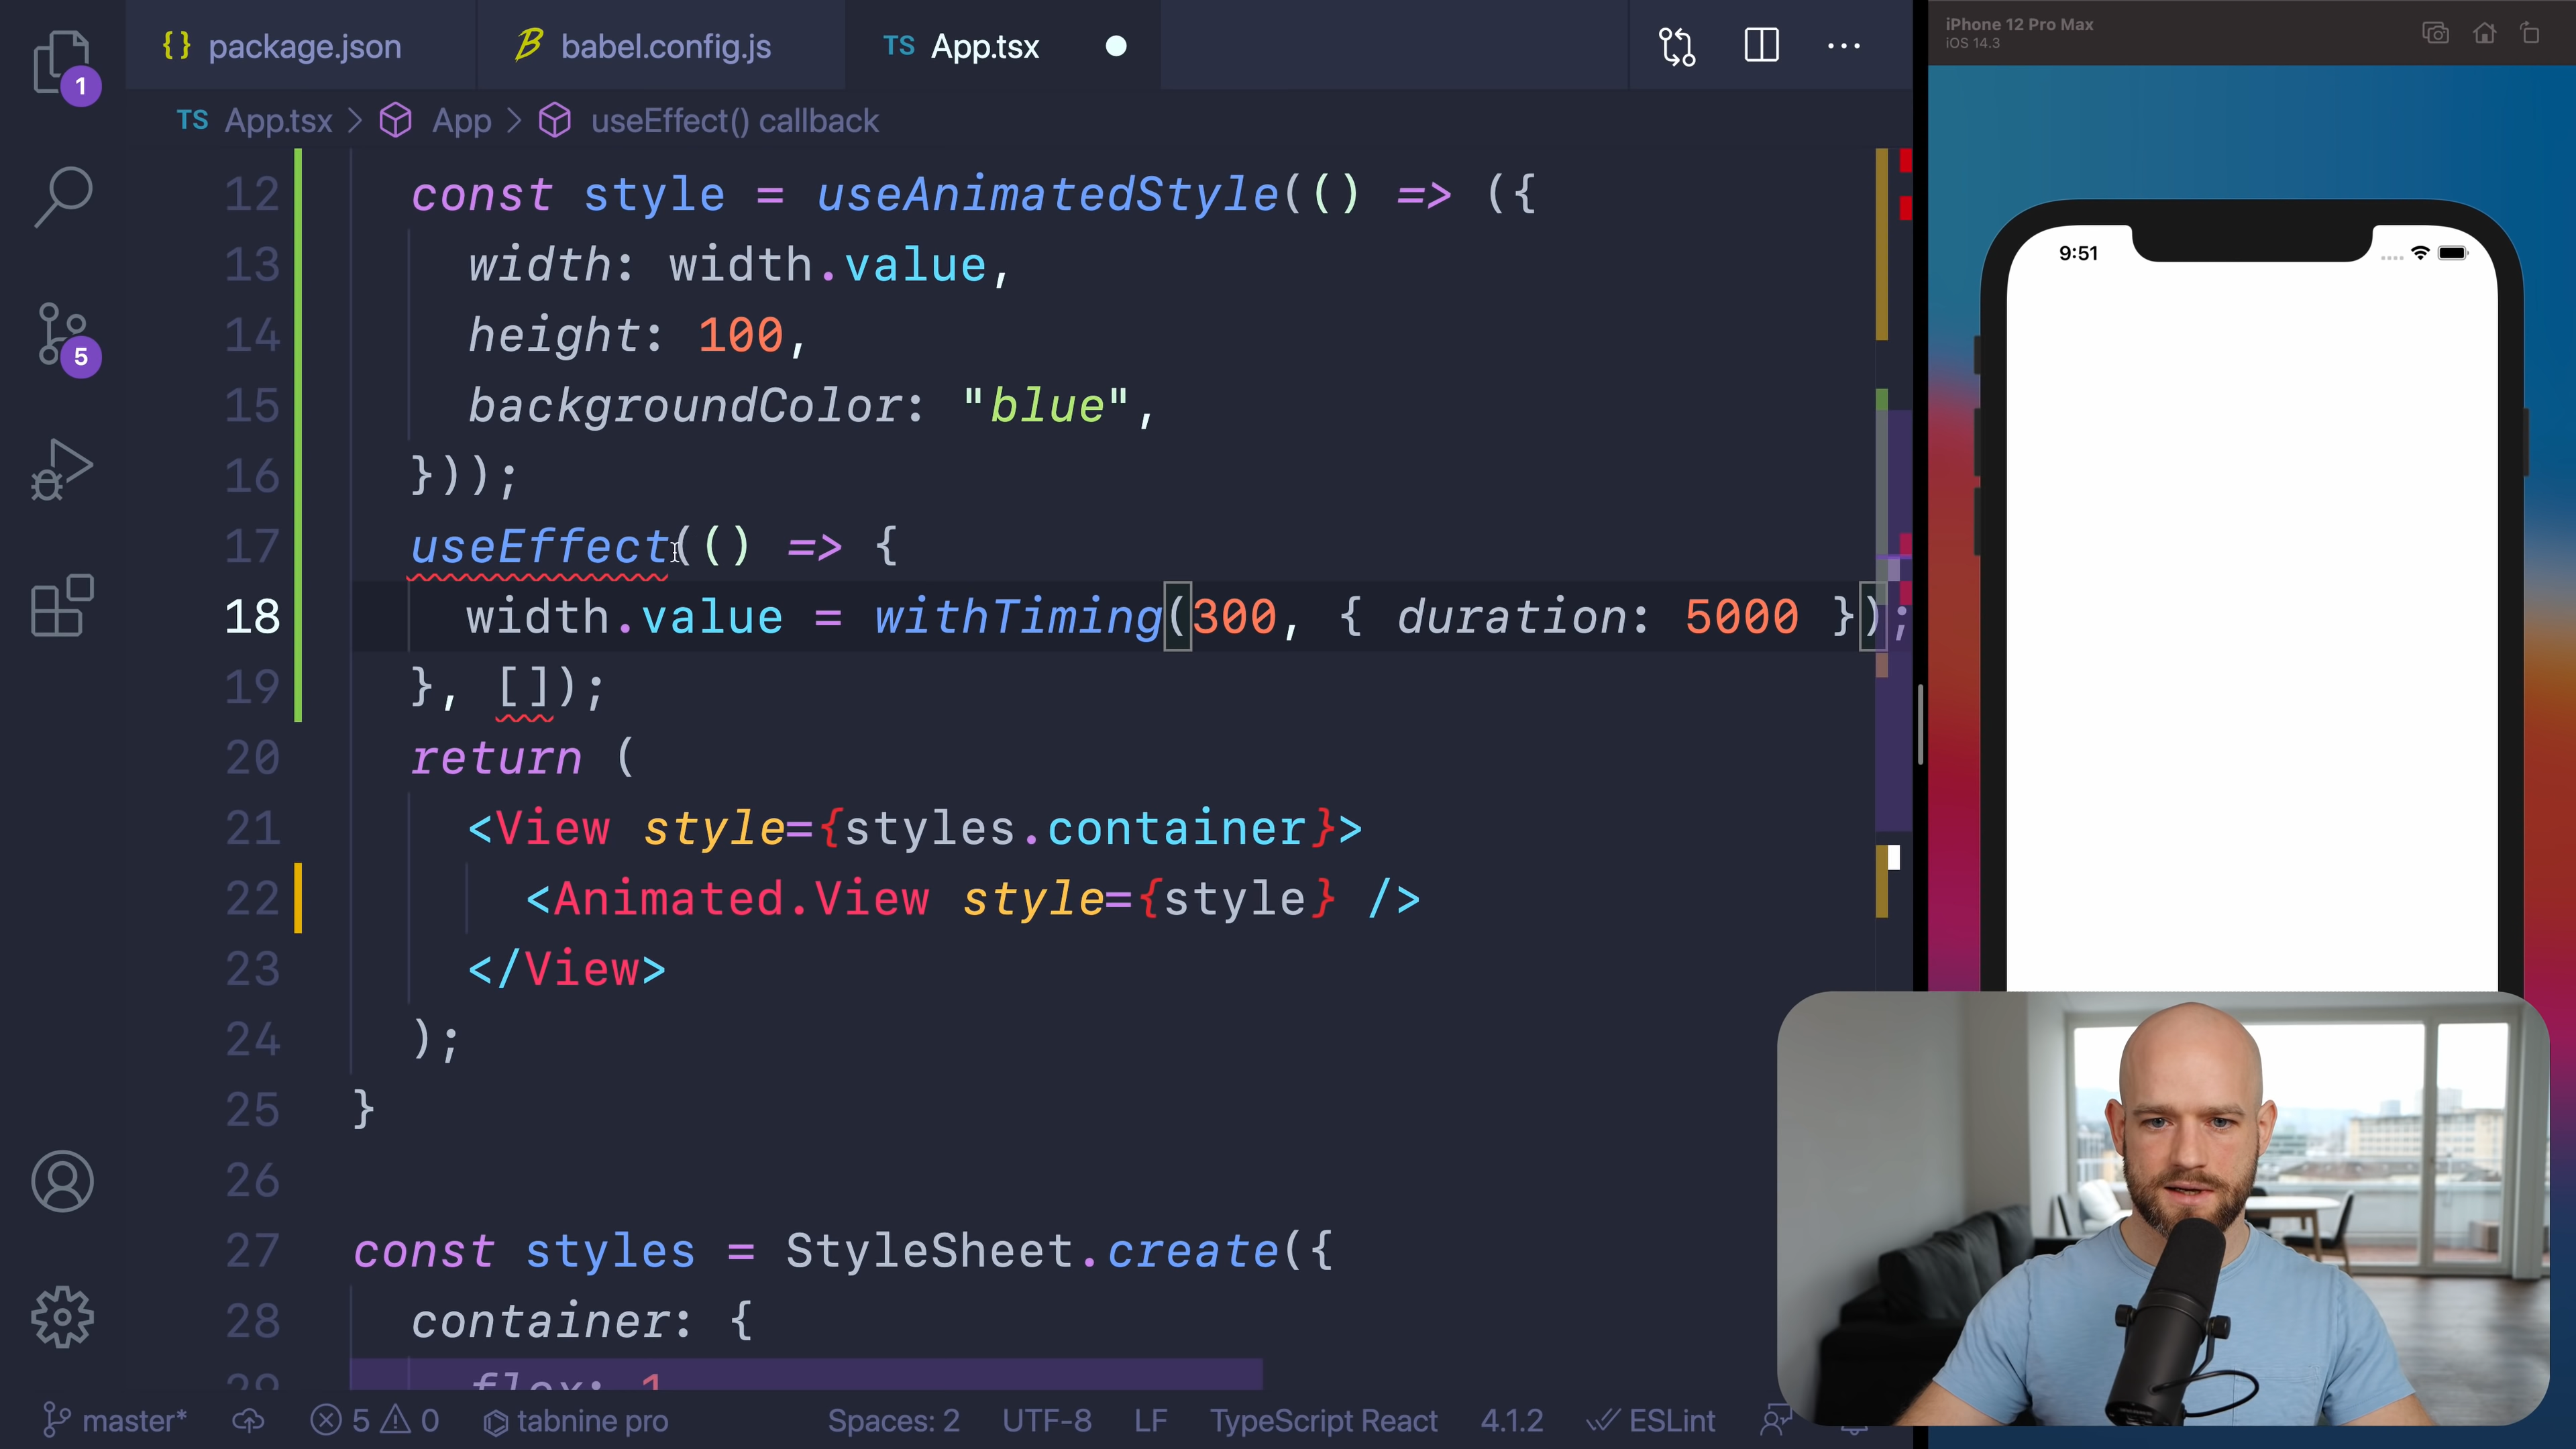 package.json
babel.config.js
TS App.tsx
1
TS App.tsx > App > useEffect() callback
12 const style = useAnimatedStyle(() => ({
13 width: width.value,
14 height: 100,
15 backgroundColor: "blue",
16 }));
17 useEffect(() => {
18 width.value = withTiming(300, { duration: 5000 });
19 }, []);
20 return (
21 <View style={styles.container}>
22 <Animated.View style={style} />
23 </View>
24 );
25 }
26
27 const styles = StyleSheet.create({
28 container: {
29 flex: 1
5
master* 5 0 tabnine pro Spaces: 2 UTF-8 LF TypeScript React 4.1.2 ESLint
iPhone 12 Pro Max
iOS 14.3
9:51